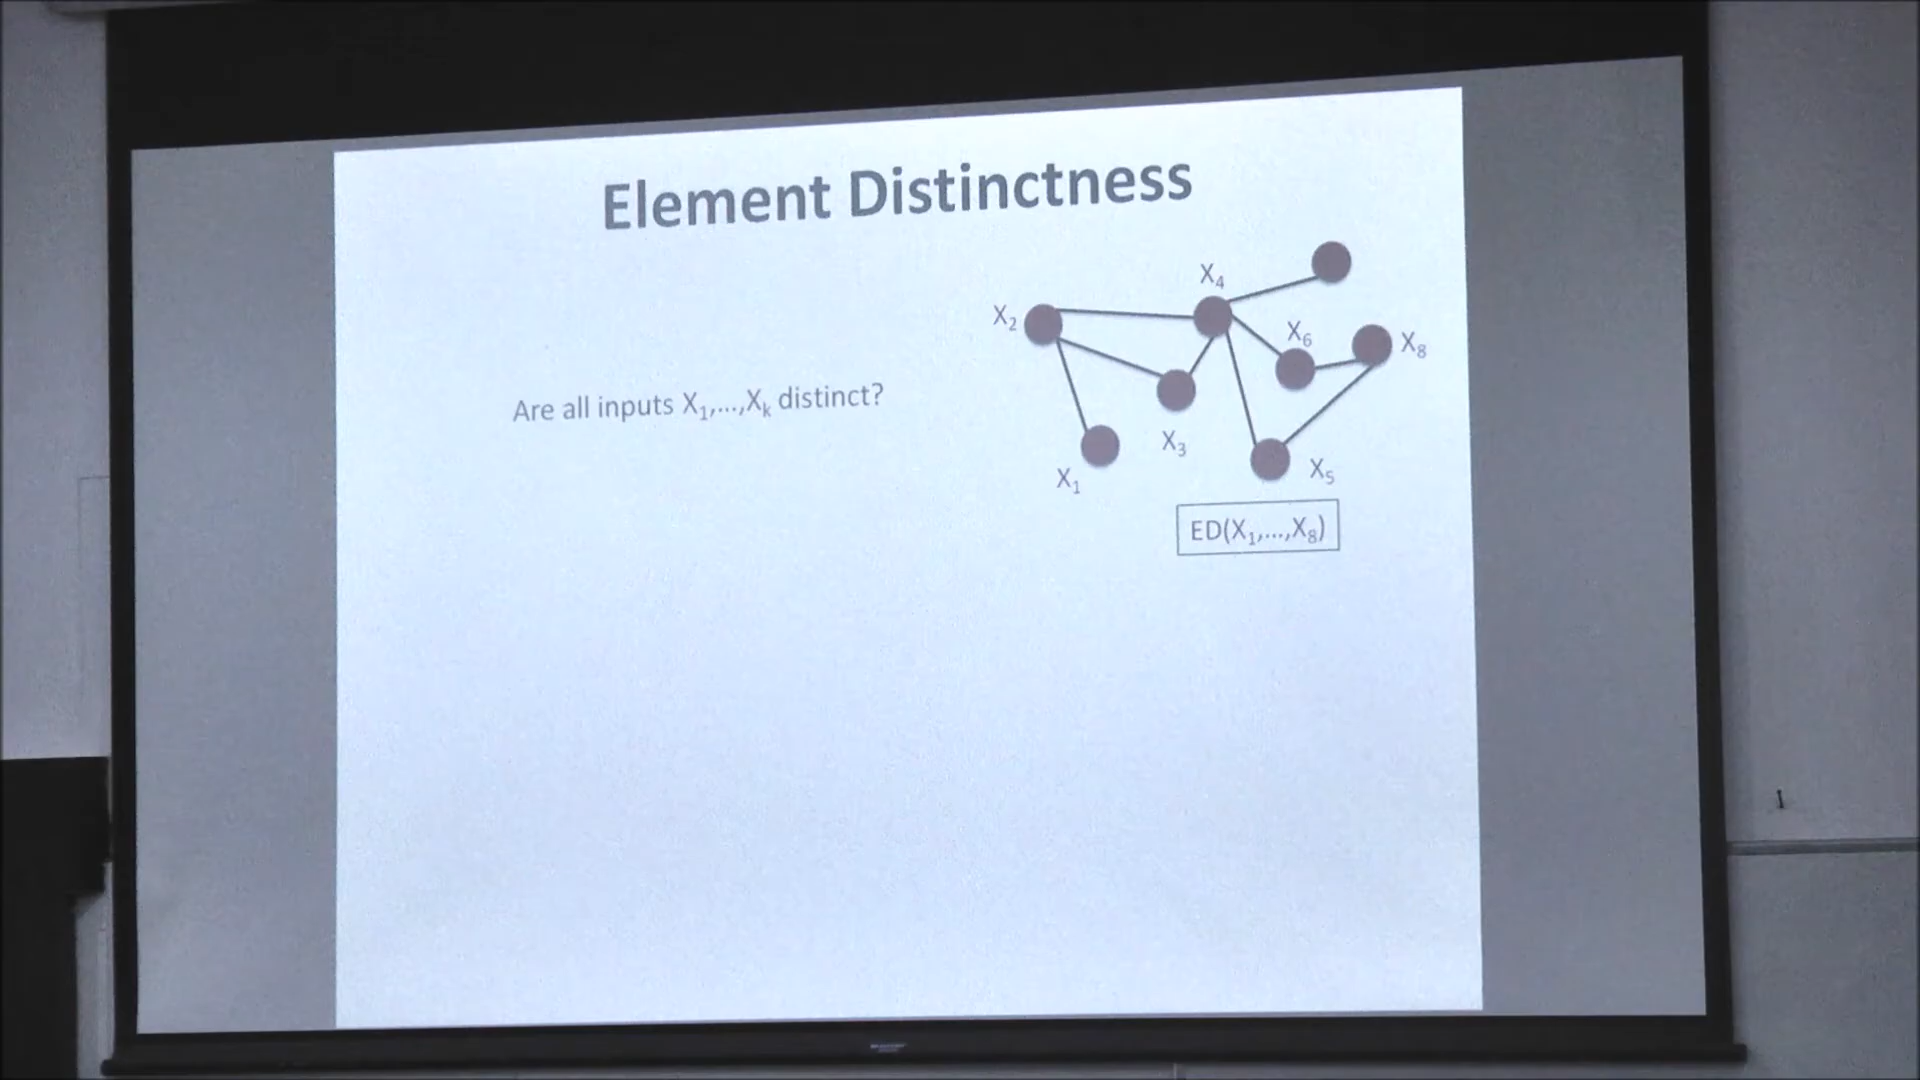 Element Distinctness
X₄
X₂
X₆
X₈
Are all inputs X₁,...,Xₖ distinct?
X₃
X₁
X₅
ED(X₁,...,X₈)